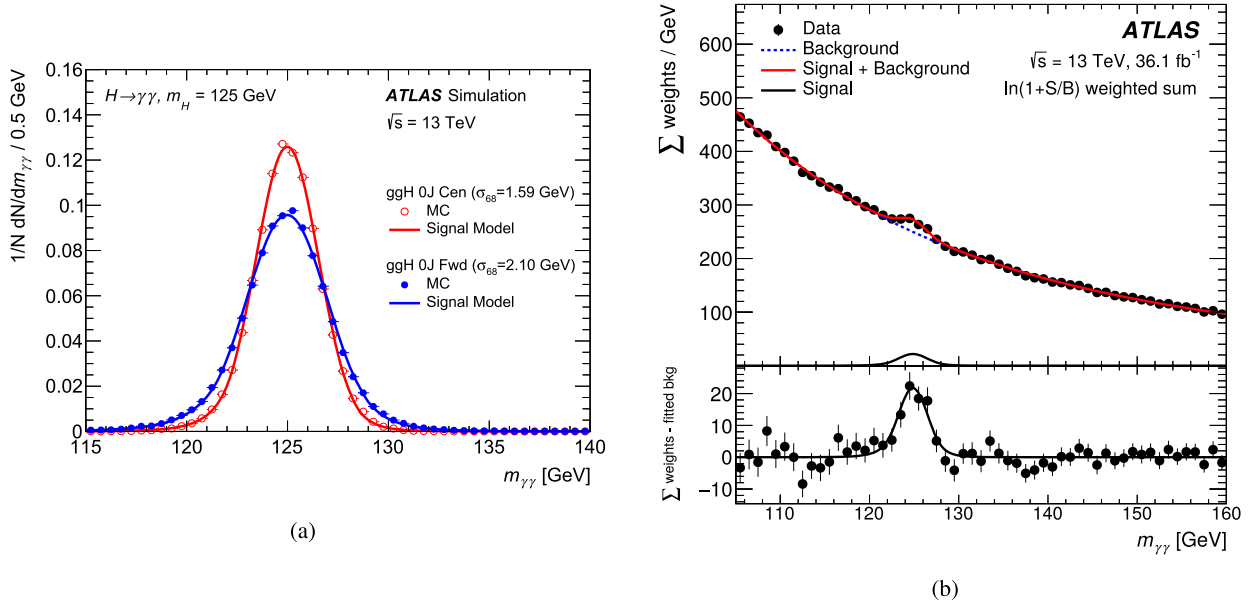 H→γγ, m_H = 125 GeV
ATLAS Simulation
√s = 13 TeV
ggH 0J Cen (σ_68=1.59 GeV)
MC
Signal Model
ggH 0J Fwd (σ_68=2.10 GeV)
MC
Signal Model
1/N dN/dm_γγ / 0.5 GeV
0.16
0.14
0.12
0.1
0.08
0.06
0.04
0.02
0
115 120 125 130 135 140
m_γγ [GeV]
(a)
Data
Background
Signal + Background
Signal
ATLAS
√s = 13 TeV, 36.1 fb⁻¹
ln(1+S/B) weighted sum
∑ weights / GeV
600
500
400
300
200
100
∑ weights - fitted bkg
20
10
0
−10
110 120 130 140 150 160
m_γγ [GeV]
(b)